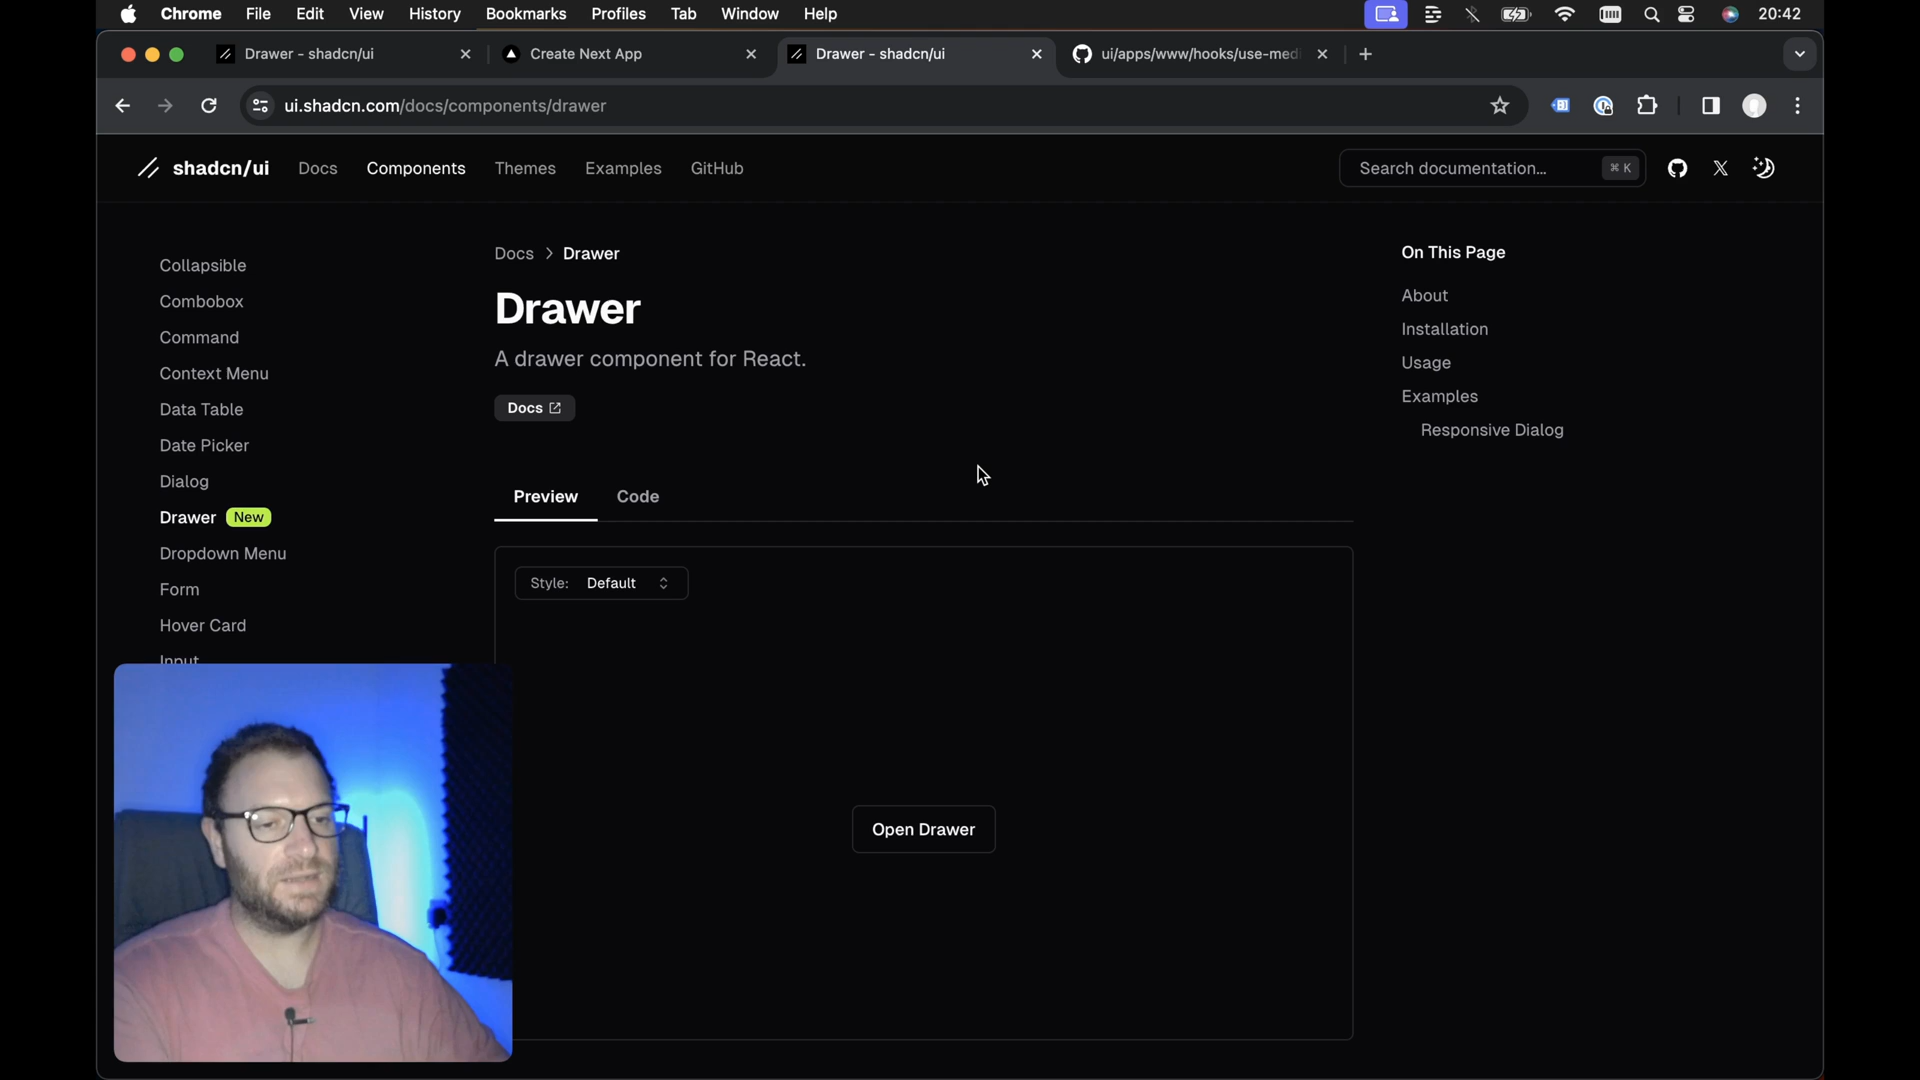 Chrome File Edit View History Bookmarks Profiles Tab Window Help 20:42
Drawer - shadcn/ui Create Next App Drawer - shadcn/ui ui/apps/www/hooks/use-med
ui.shadcn.com/docs/components/drawer
shadcn/ui Docs Components Themes Examples GitHub Search documentation... ⌘ K
Collapsible
Combobox
Command
Context Menu
Data Table
Date Picker
Dialog
Drawer New
Dropdown Menu
Form
Hover Card
Input
Docs > Drawer
Drawer
A drawer component for React.
Docs
Preview Code
Style: Default
Open Drawer
On This Page
About
Installation
Usage
Examples
Responsive Dialog